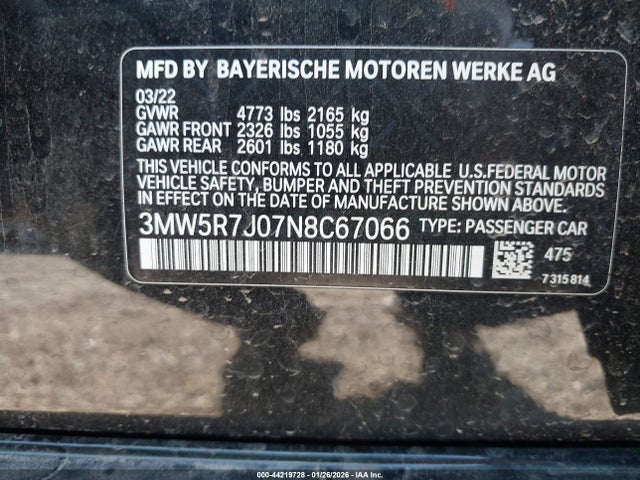 MFD BY BAYERISCHE MOTOREN WERKE AG
03/22
GVWR 4773 lbs 2165 kg
GAWR FRONT 2326 lbs 1055 kg
GAWR REAR 2601 lbs 1180 kg
THIS VEHICLE CONFORMS TO ALL APPLICABLE U.S.FEDERAL MOTOR
VEHICLE SAFETY, BUMPER AND THEFT PREVENTION STANDARDS
IN EFFECT ON THE DATE OF MANUFACTURE SHOWN ABOVE.
3MW5R7J07N8C67066 TYPE: PASSENGER CAR
475
7315814
000-44219728 - 01/26/2026 - IAA Inc.